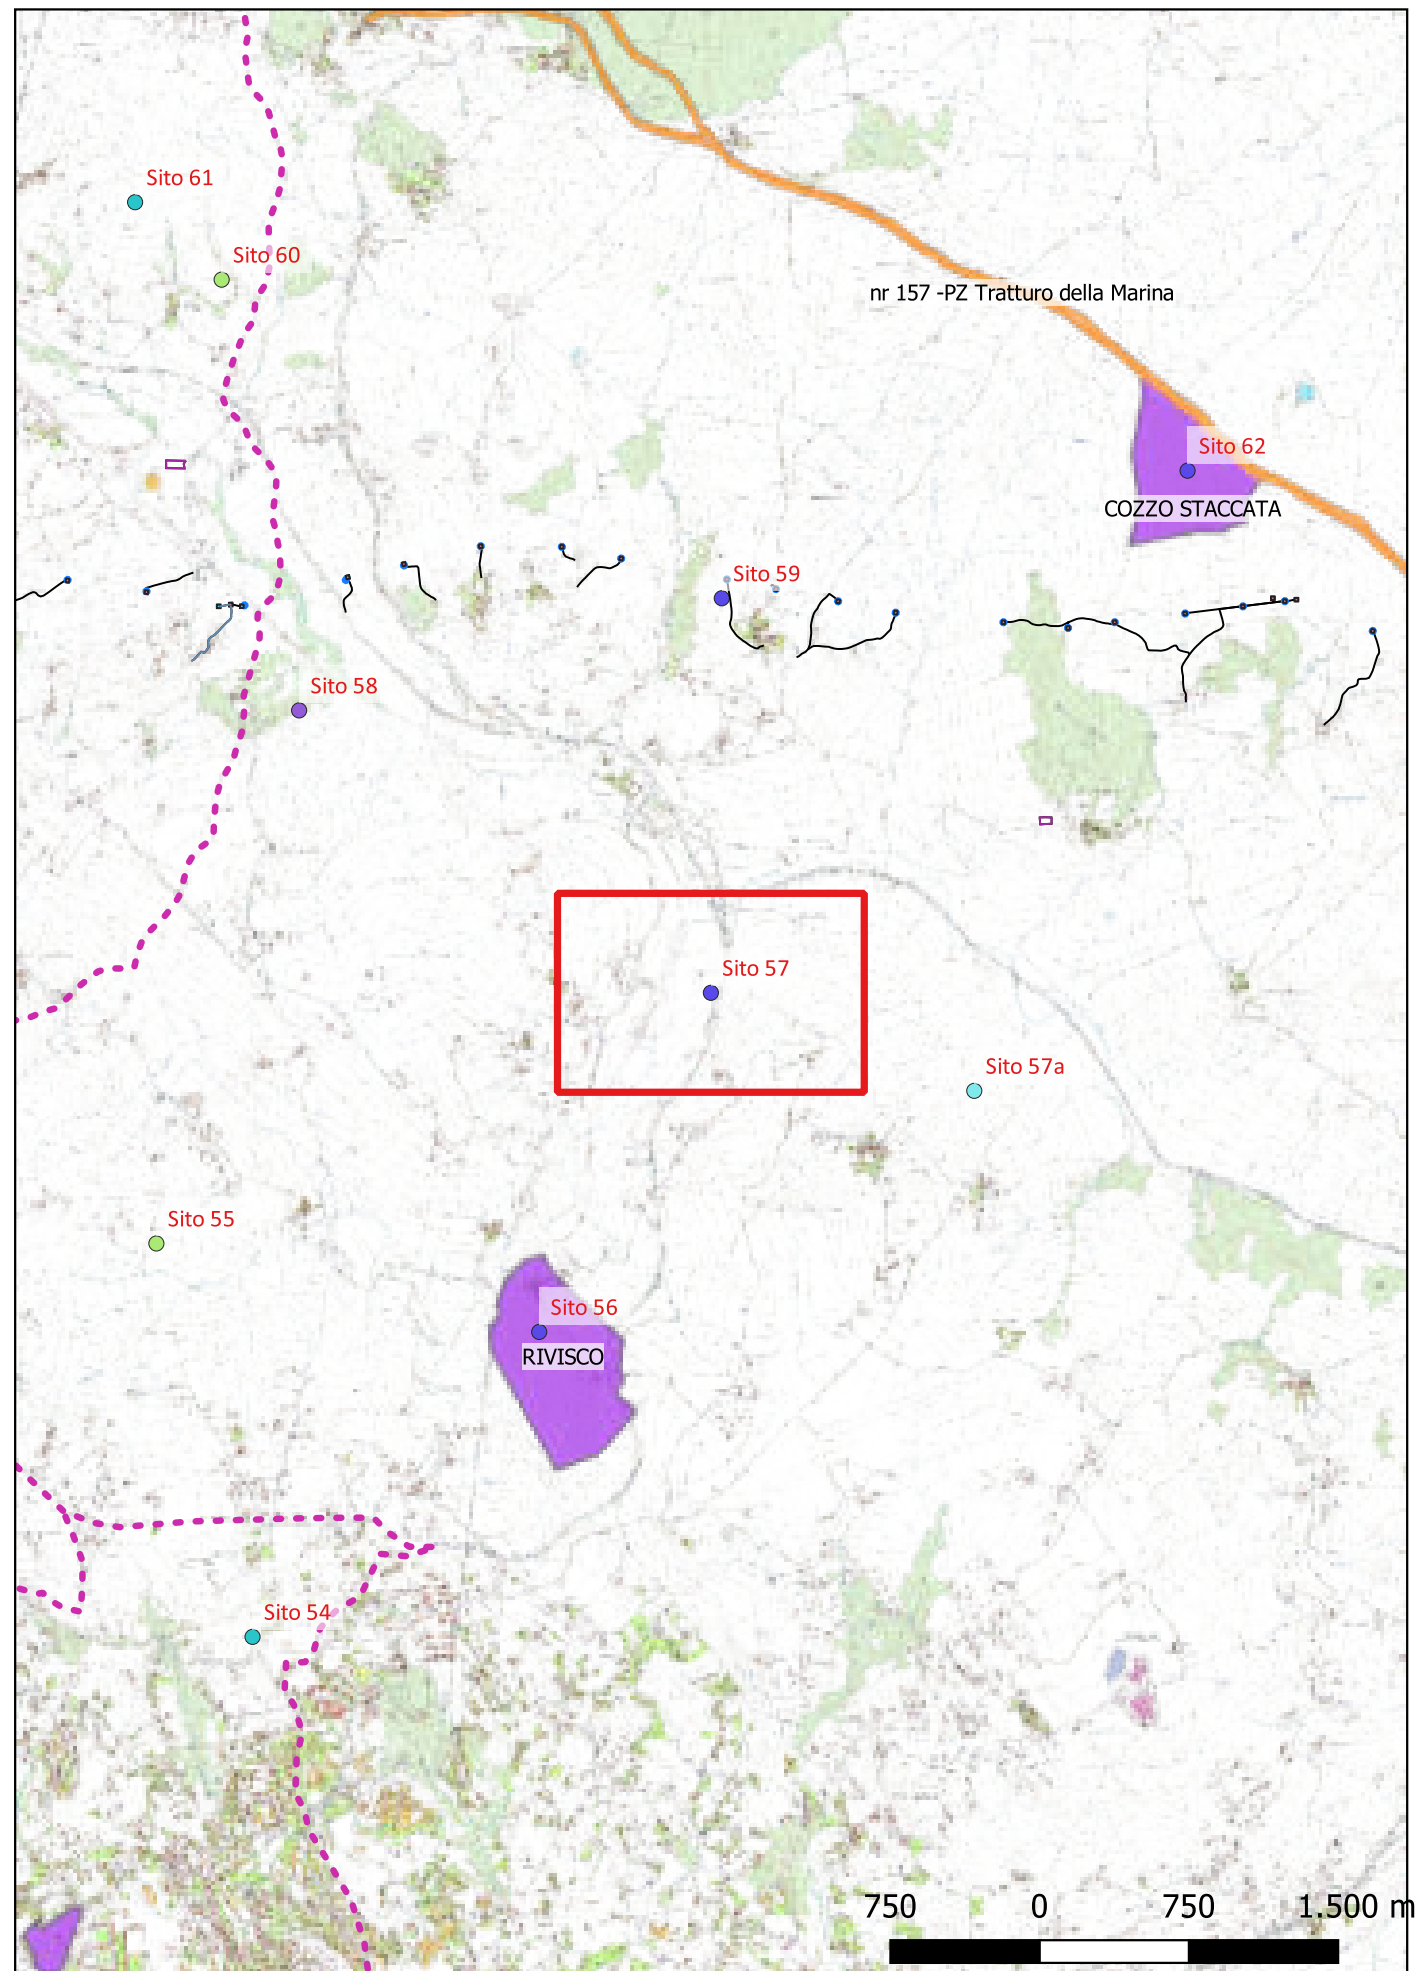 Sito 61
Sito 60
nr 157 -PZ Tratturo della Marina
Sito 62
COZZO STACCATA
Sito 59
Sito 58
Sito 57
Sito 57a
Sito 55
Sito 56
RIVISCO
Sito 54
750 0 750 1.500 m